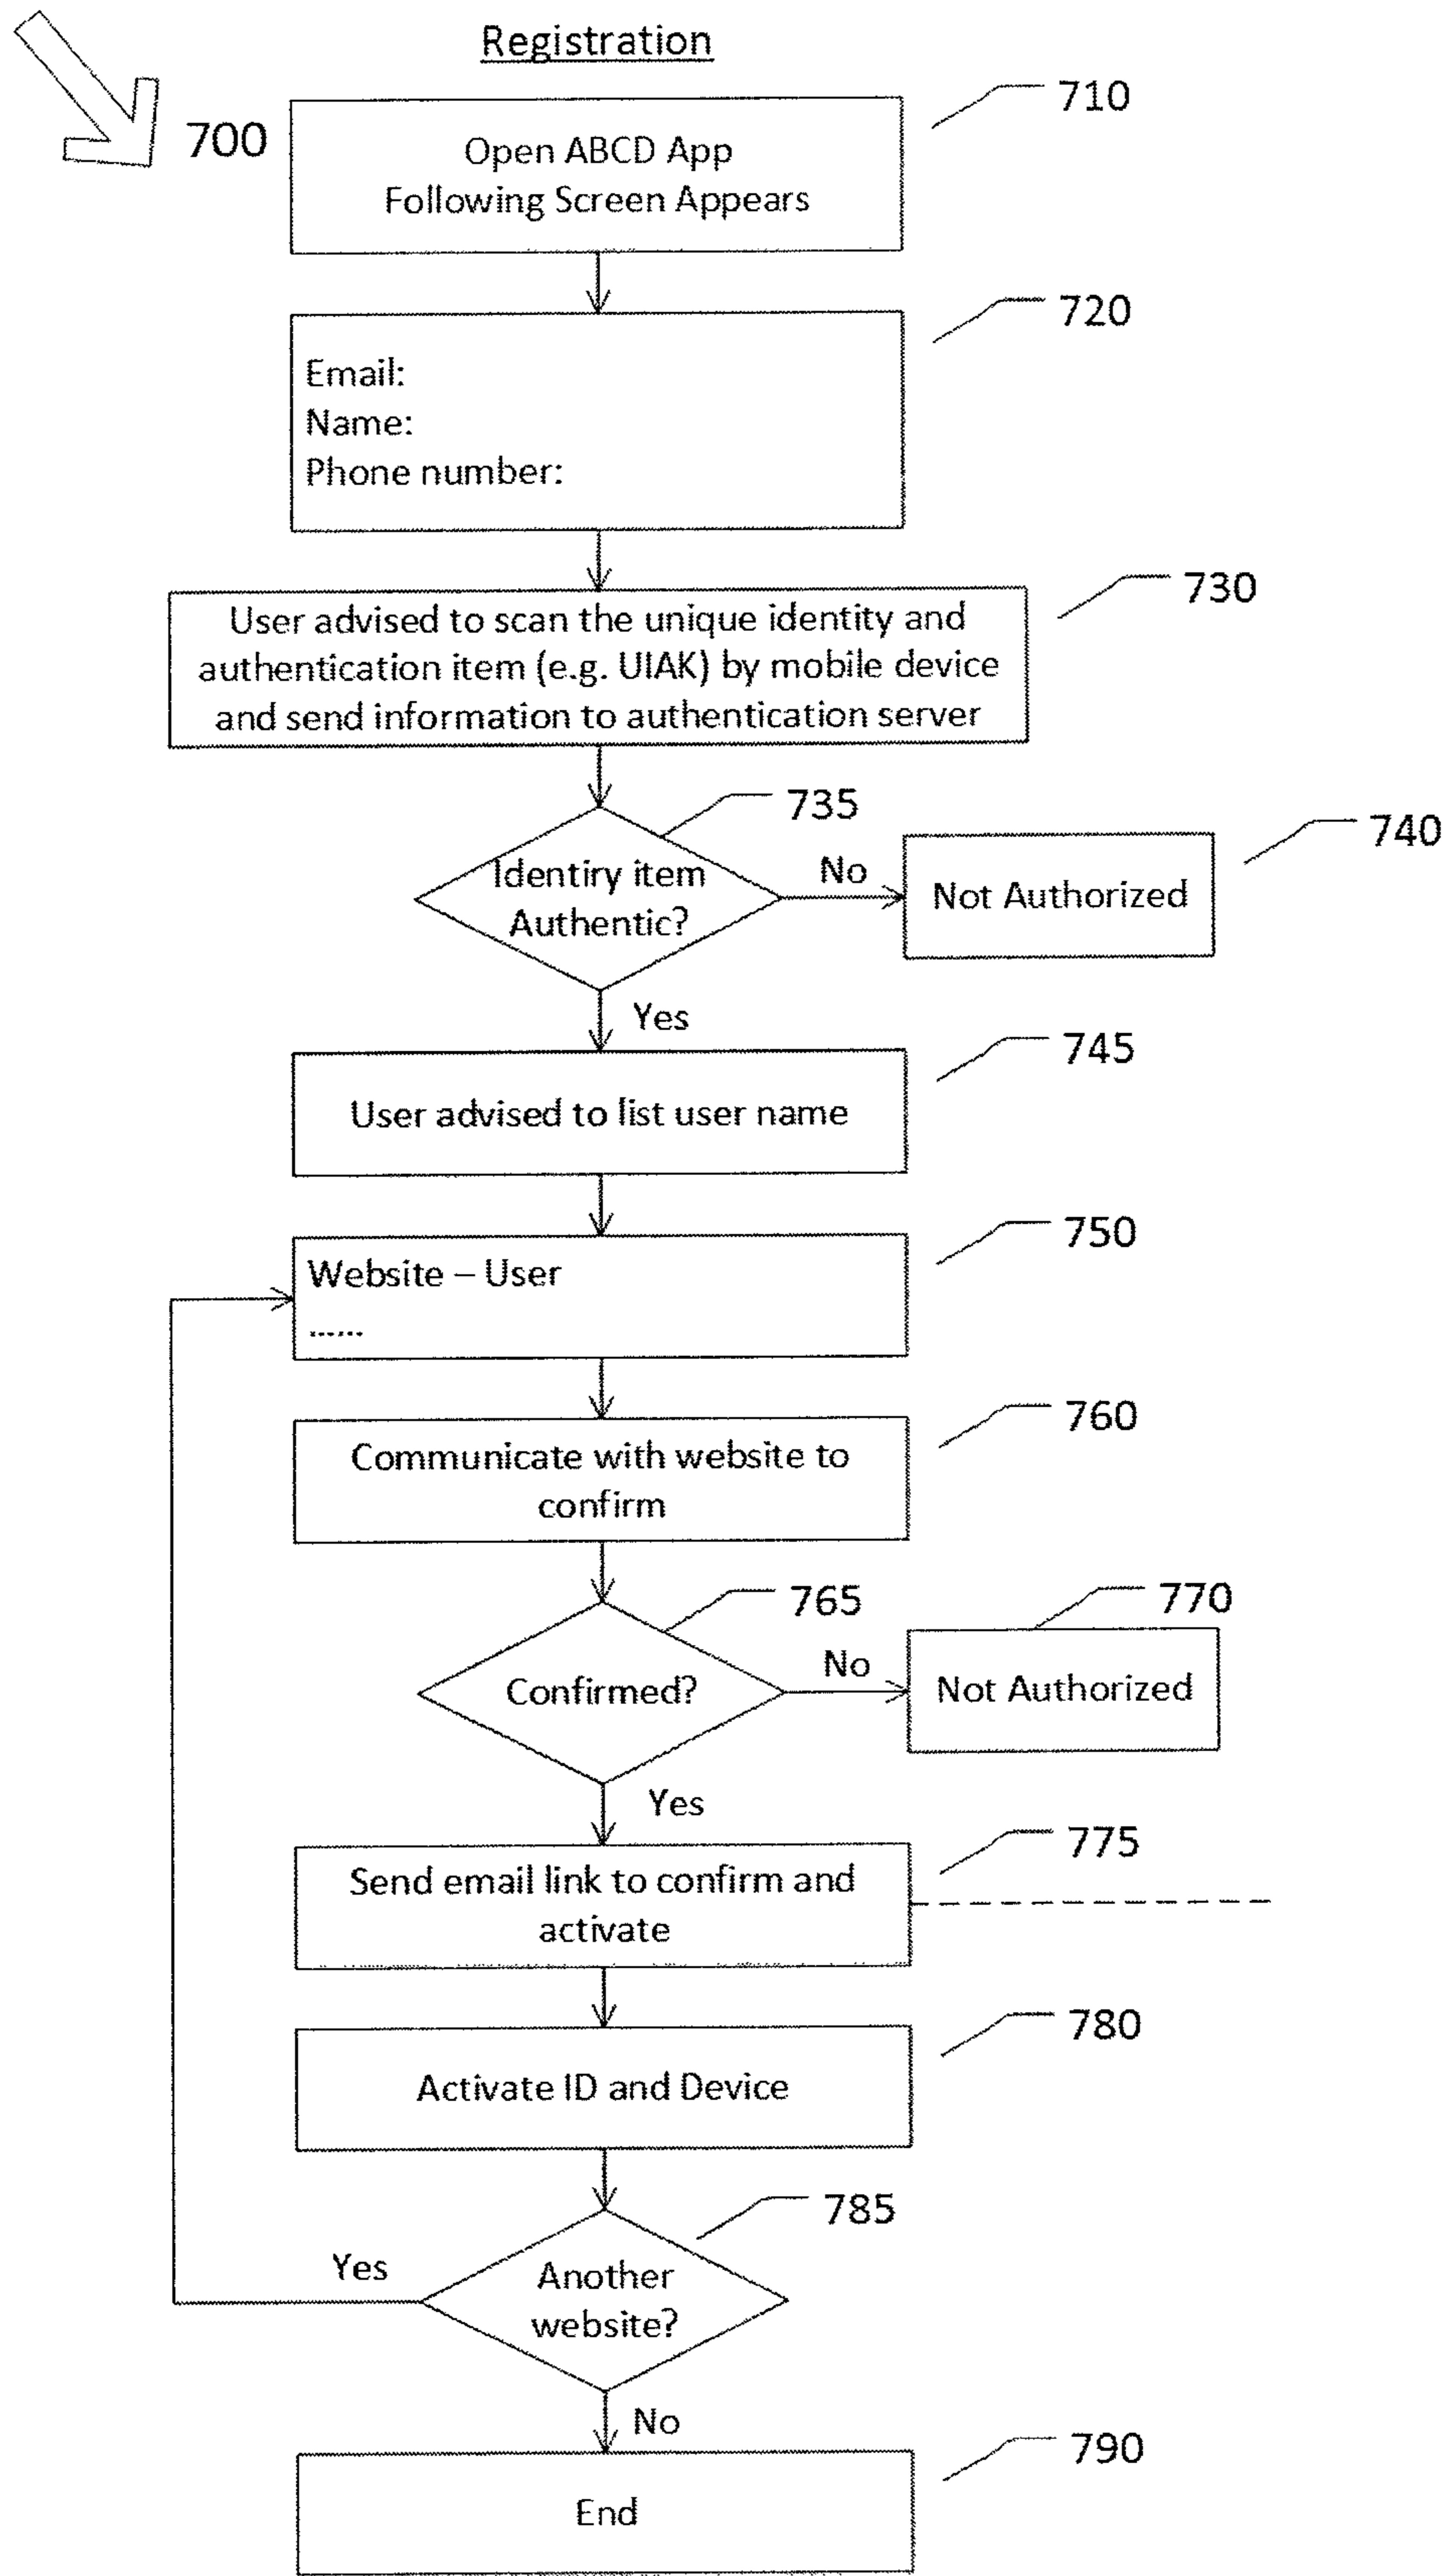 Registration
700
710
Open ABCD App
Following Screen Appears
720
Email:
Name:
Phone number:
730
User advised to scan the unique identity and
authentication item (e.g. UIAK) by mobile device
and send information to authentication server
735
740
Identiry item
Authentic?
No
Not Authorized
Yes
745
User advised to list user name
750
Website – User
......
760
Communicate with website to
confirm
765
770
Confirmed?
No
Not Authorized
Yes
775
Send email link to confirm and
activate
780
Activate ID and Device
785
Yes
Another
website?
No
790
End